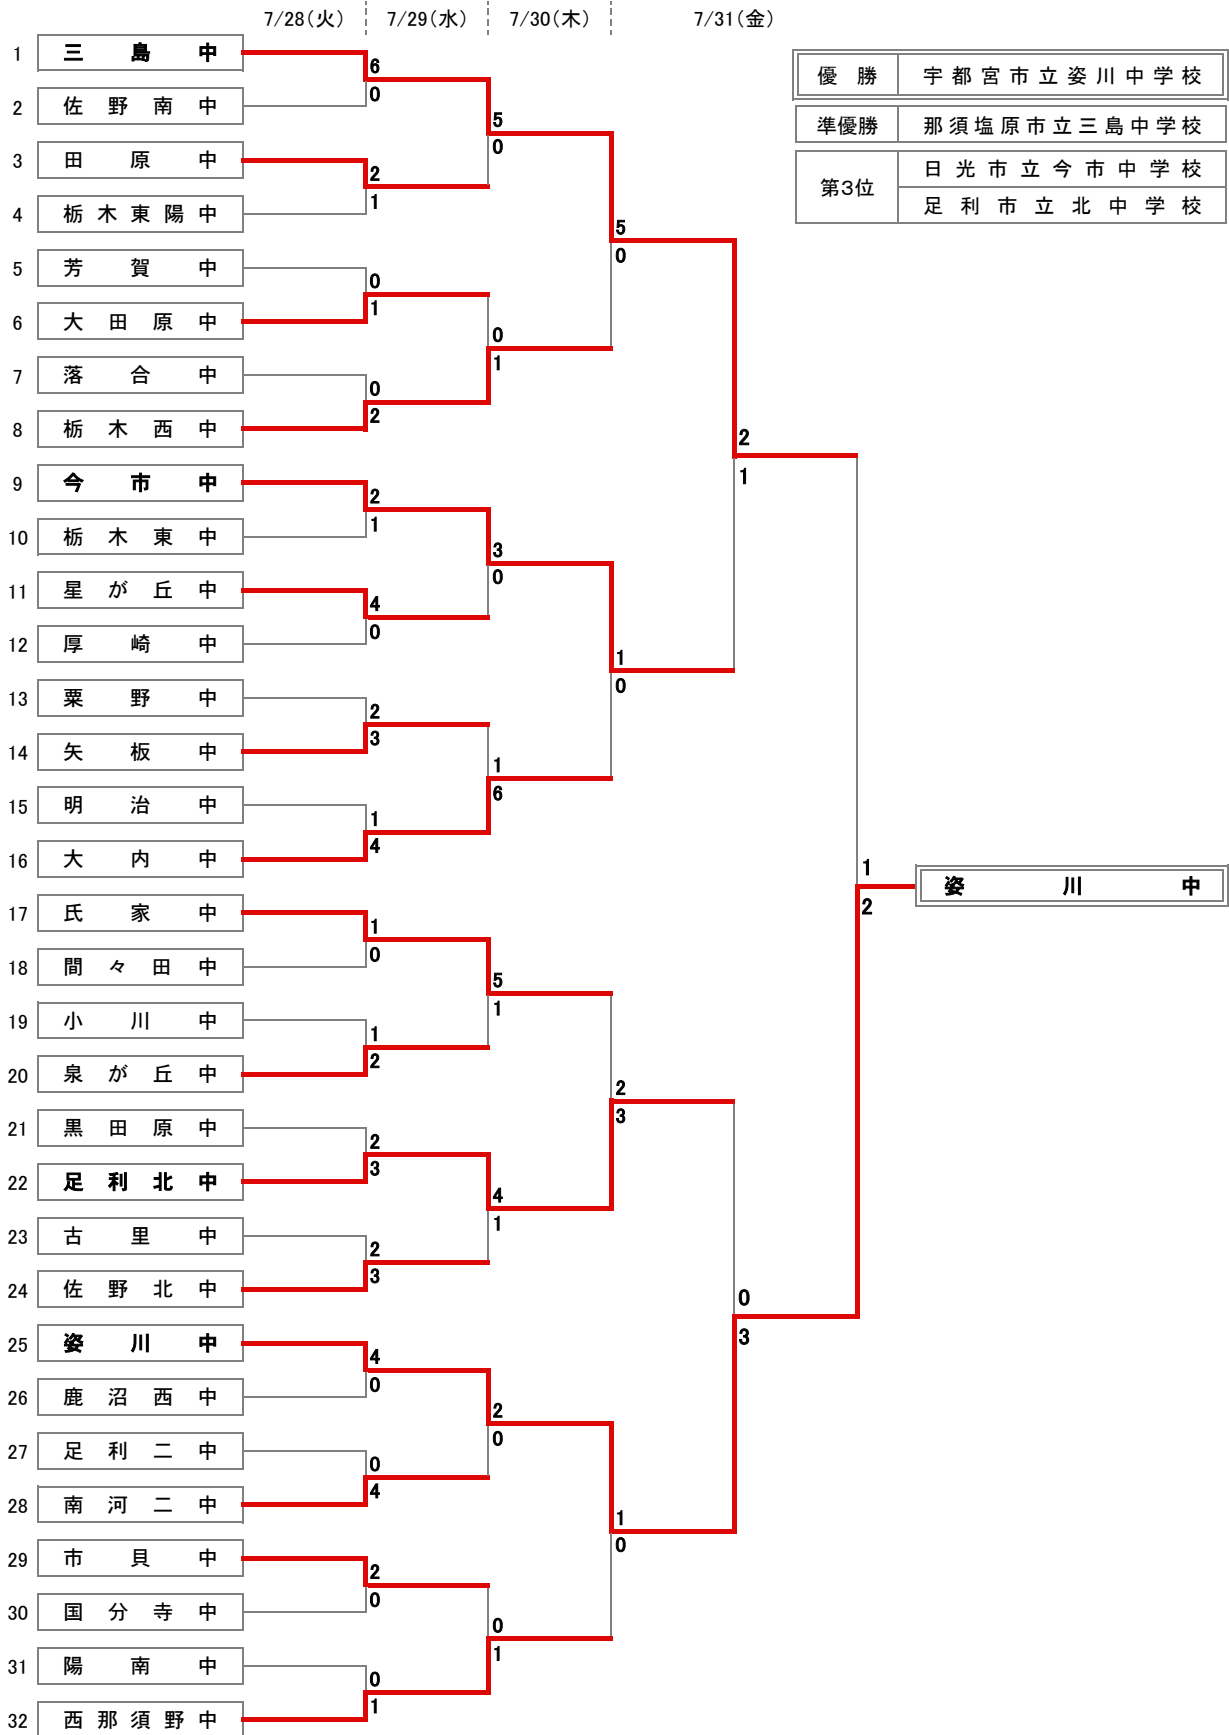 7/28(火) 7/29(水) 7/30(木) 7/31(金)
優勝 宇都宮市立姿川中学校
準優勝 那須塩原市立三島中学校
第3位 日光市立今市中学校
足利市立北中学校
1 三島中
6
0
2 佐野南中
5
0
3 田原中
2
1
4 栃木東陽中
5
0
5 芳賀中
0
1
6 大田原中
0
1
7 落合中
0
2
8 栃木西中
2
1
9 今市中
2
1
10 栃木東中
3
0
11 星が丘中
4
0
12 厚崎中
1
0
13 粟野中
2
3
14 矢板中
1
6
15 明治中
1
4
16 大内中
1
2
姿川中
17 氏家中
1
0
18 間々田中
5
1
19 小川中
1
2
20 泉が丘中
2
3
21 黒田原中
2
3
22 足利北中
4
1
23 古里中
2
3
24 佐野北中
0
3
25 姿川中
4
0
26 鹿沼西中
2
0
27 足利二中
0
4
28 南河二中
1
0
29 市貝中
2
0
30 国分寺中
0
1
31 陽南中
0
1
32 西那須野中